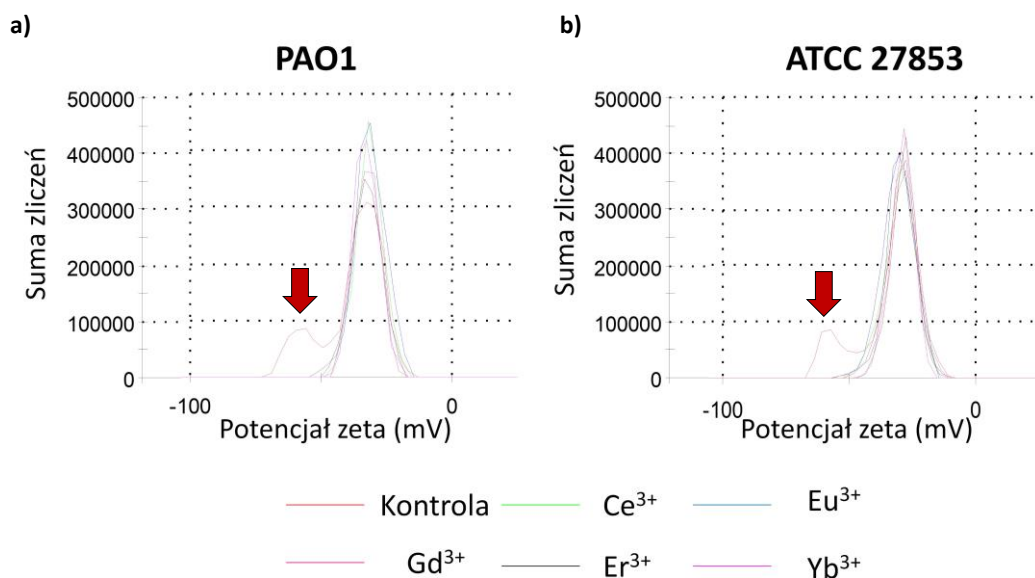 a)
PAO1
500000
400000
300000
200000
100000
0
Suma zliczeń
-100
0
Potencjał zeta (mV)
b)
ATCC 27853
500000
400000
300000
200000
100000
0
Suma zliczeń
-100
0
Potencjał zeta (mV)
Kontrola
Ce³⁺
Eu³⁺
Gd³⁺
Er³⁺
Yb³⁺